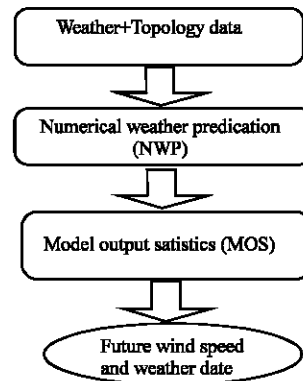 Weather+Topology data
Numerical weather predication
(NWP)
Model output satistics (MOS)
Future wind speed
and weather date